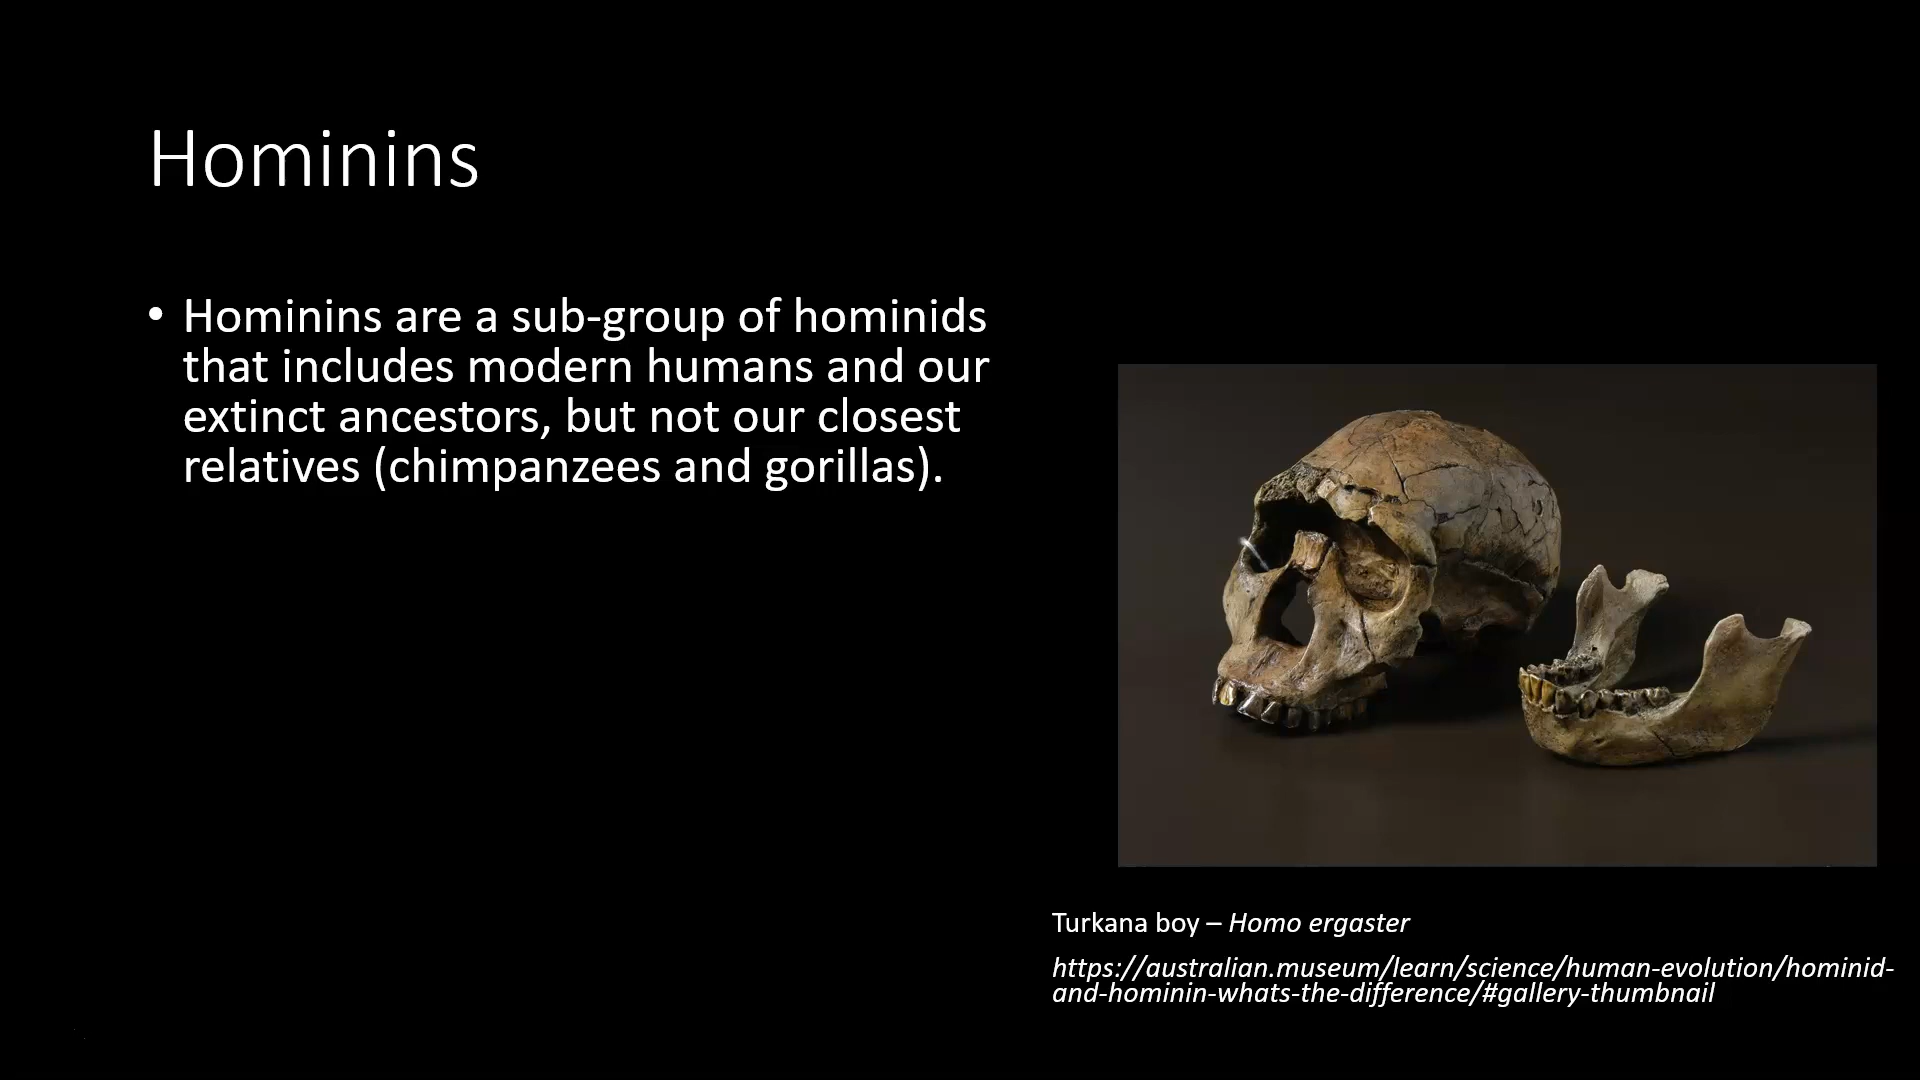 Hominins
• Hominins are a sub-group of hominids
that includes modern humans and our
extinct ancestors, but not our closest
relatives (chimpanzees and gorillas).
Turkana boy – Homo ergaster
https://australian.museum/learn/science/human-evolution/hominid-
and-hominin-whats-the-difference/#gallery-thumbnail